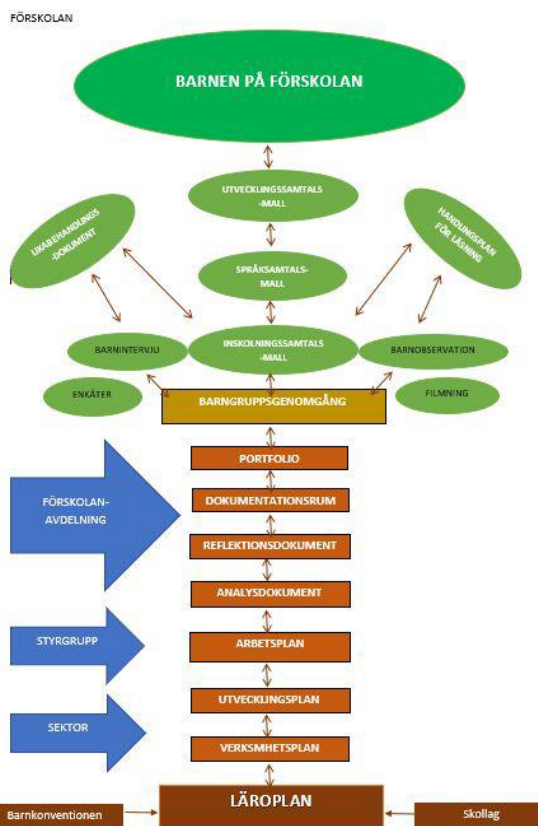 FÖRSKOLAN
BARNEN PÅ FÖRSKOLAN
UTVECKLINGSSAMTALS
-MALL
LIKABEHANDLINGS
-DOKUMENT
HANDLINGSPLAN
FÖR LÄSNING
SPRÅKSAMTALS-
MALL
BARNINTERVJU
INSKOLNINGSSAMTALS
-MALL
BARNOBSERVATION
ENKÄTER
BARNGRUPPSGENOMGÅNG
FILMNING
PORTFOLIO
FÖRSKOLAN-
AVDELNING
DOKUMENTATIONSRUM
REFLEKTIONSDOKUMENT
ANALYSDOKUMENT
STYRGRUPP
ARBETSPLAN
UTVECKLINGSPLAN
SEKTOR
VERKSMHETSPLAN
LÄROPLAN
Barnkonventionen
Skollag